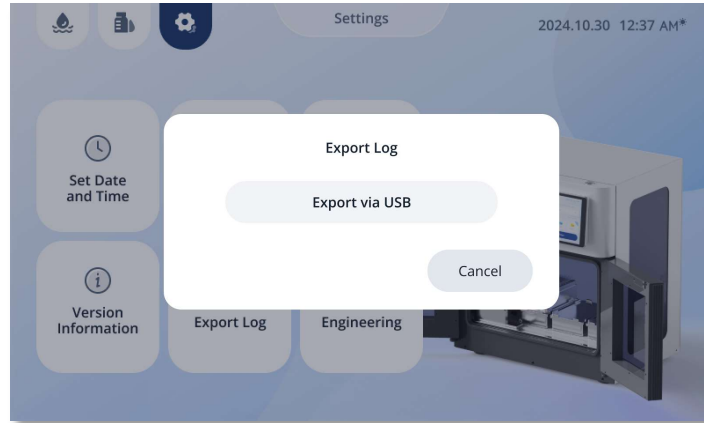 Settings
2024.10.30 12:37 AM*
Export Log
Export via USB
Cancel
Set Date
and Time
Version
Information
Export Log
Engineering